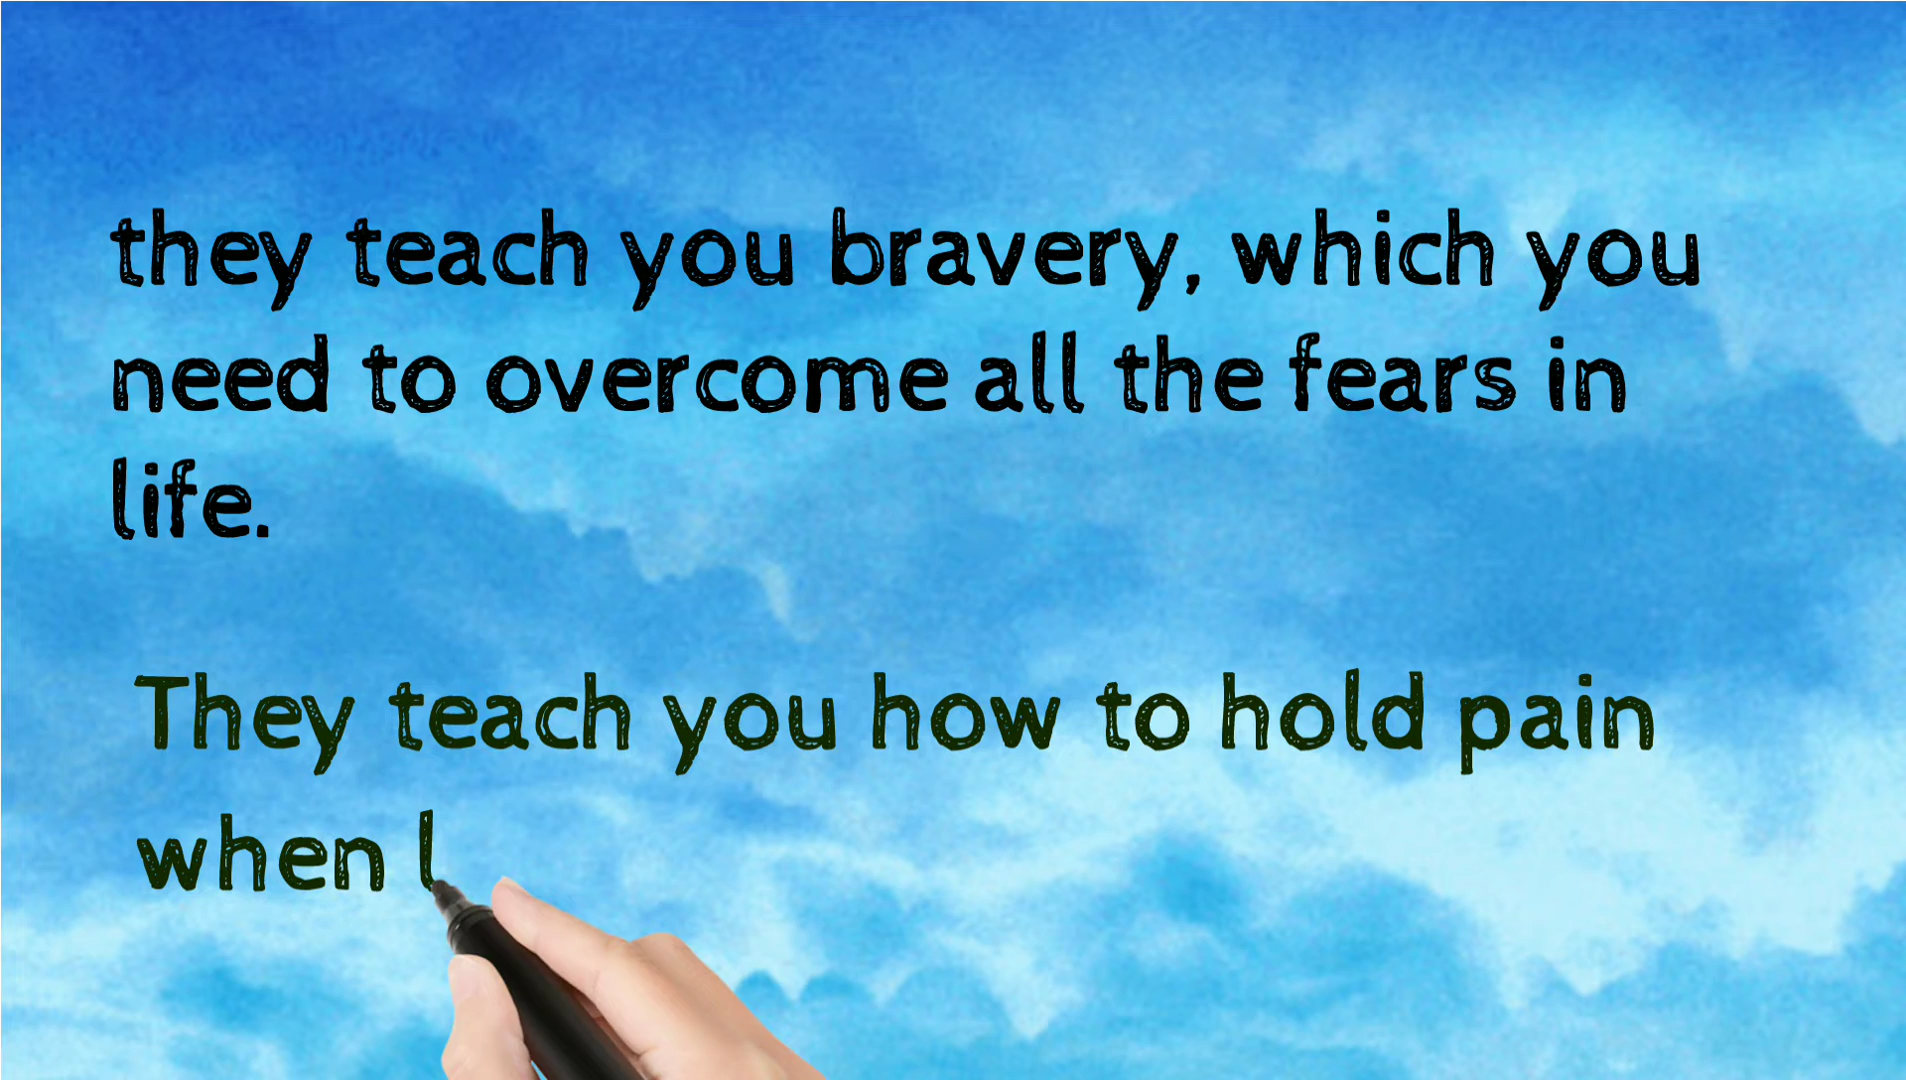 they teach you bravery, which you
need to overcome all the fears in
life.
They teach you how to hold pain
when l